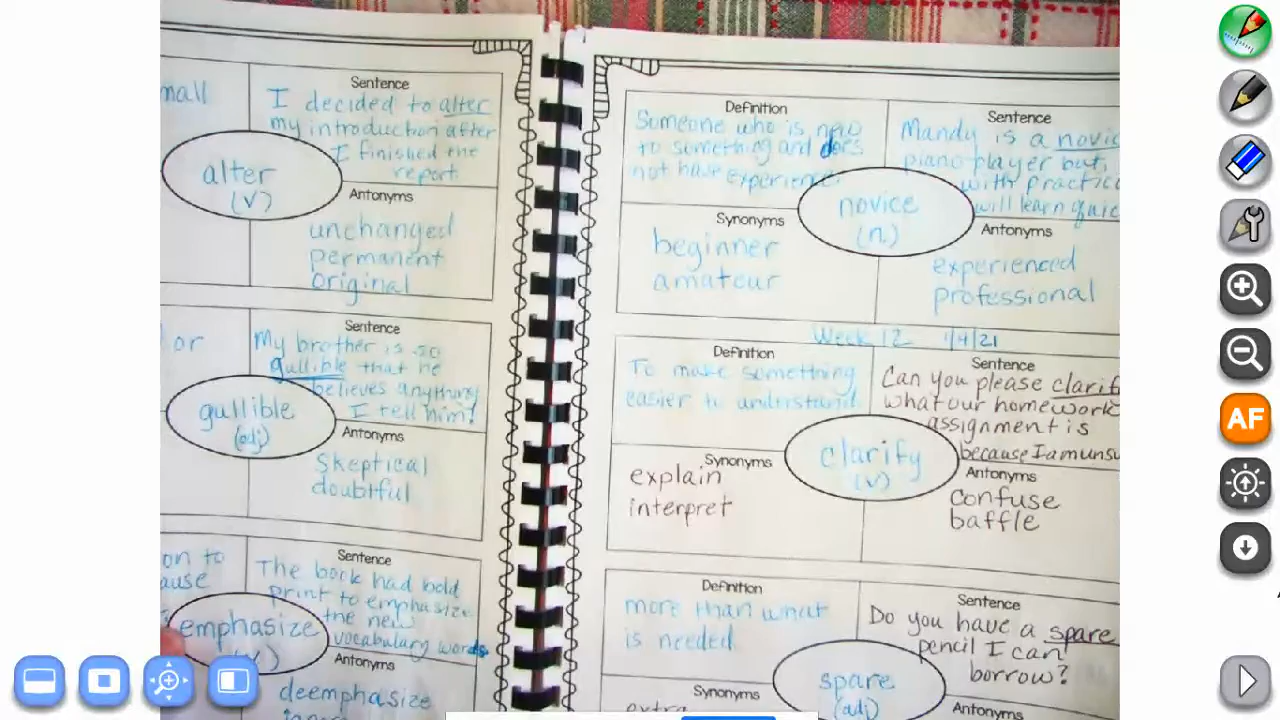 mall
Sentence
I decided to alter
my introduction after
I finished the
report.
alter
(v)
Antonyms
unchanged
permanent
original
or
Sentence
My brother is so
gullible that he
believes anything
I tell him!
gullible
(adj)
Antonyms
skeptical
doubtful
on to
ause
Sentence
The book had bold
print to emphasize
the new
vocabulary words.
emphasize
(v)
Antonyms
deemphasize
Definition
Someone who is new
to something and does
not have experience.
Sentence
Mandy is a novic
piano player but,
with practic
will learn quic
novice
(n.)
Synonyms
beginner
amateur
Antonyms
experienced
professional
Week 12 1/4/21
Definition
To make something
easier to understand.
Sentence
Can you please clarif
what our homework
assignment is
because I am unsu
clarify
(v)
Synonyms
explain
interpret
Antonyms
confuse
baffle
Definition
more than what
is needed.
Sentence
Do you have a spare
pencil I can
borrow?
spare
(adj)
Synonyms
extra
Antonyms
AF